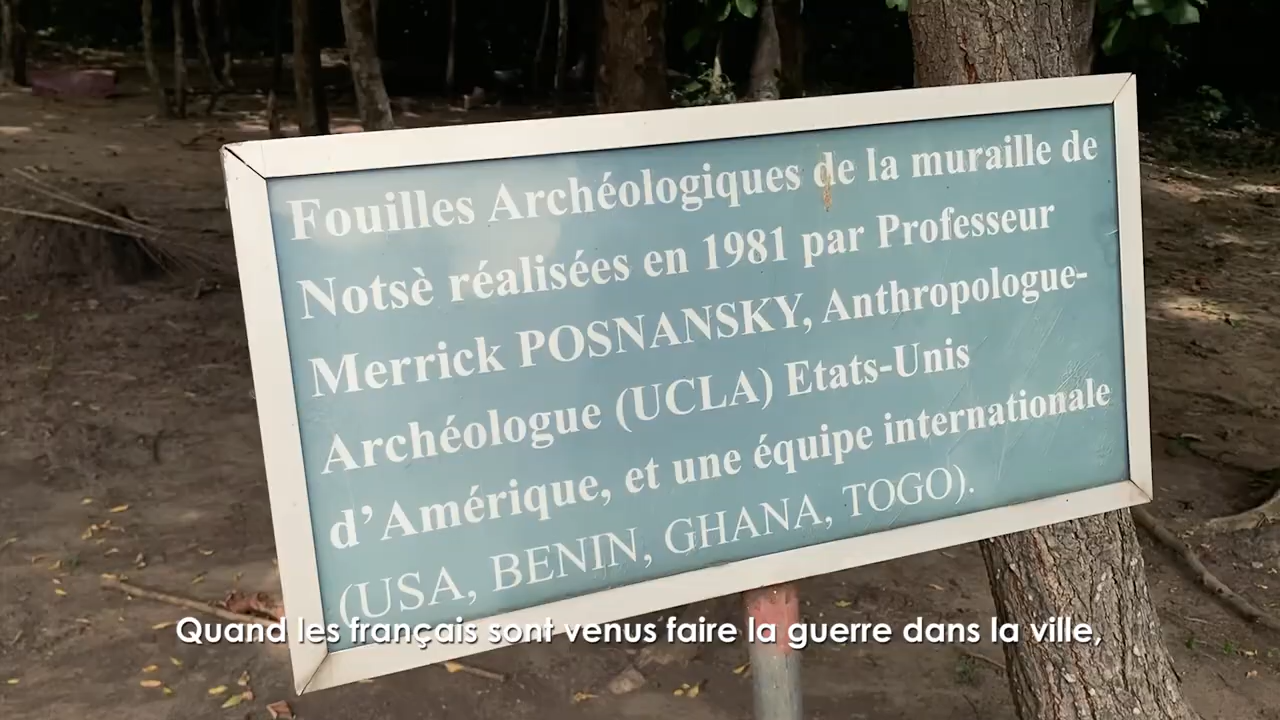 Fouilles Archéologiques de la muraille de
Notsè réalisées en 1981 par Professeur
Merrick POSNANSKY, Anthropologue-
Archéologue (UCLA) Etats-Unis
d’Amérique, et une équipe internationale
(USA, BENIN, GHANA, TOGO).
Quand les français sont venus faire la guerre dans la ville,